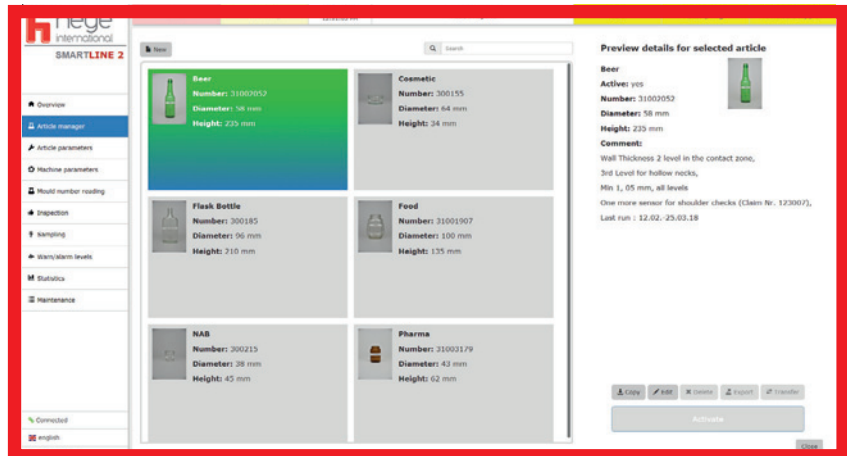 international
SMARTLINE 2
Overview
Article manager
Article parameters
Machine parameters
Mould number reading
Inspection
Sampling
Warn/alarm levels
Statistics
Maintenance
Connected
english
New
Search
Beer
Number: 31002052
Diameter: 58 mm
Height: 235 mm
Cosmetic
Number: 300155
Diameter: 64 mm
Height: 34 mm
Flask Bottle
Number: 300185
Diameter: 96 mm
Height: 210 mm
Food
Number: 31001907
Diameter: 100 mm
Height: 135 mm
NAB
Number: 300215
Diameter: 38 mm
Height: 45 mm
Pharma
Number: 31003179
Diameter: 43 mm
Height: 62 mm
Preview details for selected article
Beer
Active: yes
Number: 31002052
Diameter: 58 mm
Height: 235 mm
Comment:
Wall Thickness 2 level in the contact zone,
3rd Level for hollow necks,
Min 1, 05 mm, all levels
One more sensor for shoulder checks (Claim Nr. 123007),
Last run : 12.02.-25.03.18
Copy
Edit
Delete
Export
Transfer
Activate
Close